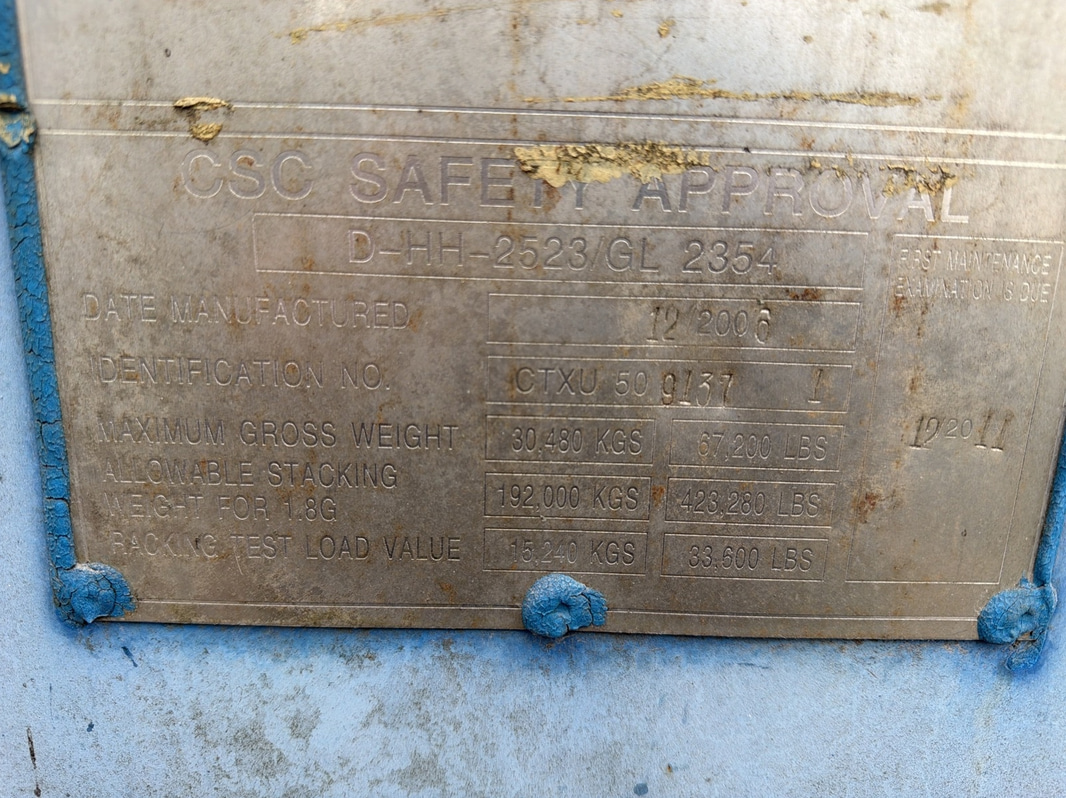 CSC SAFETY APPROVAL
D-HH-2523/GL 2354
FIRST MAINTENANCE
EXAMINATION IS DUE
DATE MANUFACTURED 12/2006
IDENTIFICATION NO. CTXU 509137 1
MAXIMUM GROSS WEIGHT 30,480 KGS 67,200 LBS
12/2011
ALLOWABLE STACKING
WEIGHT FOR 1.8G 192,000 KGS 423,280 LBS
RACKING TEST LOAD VALUE 15,240 KGS 33,600 LBS